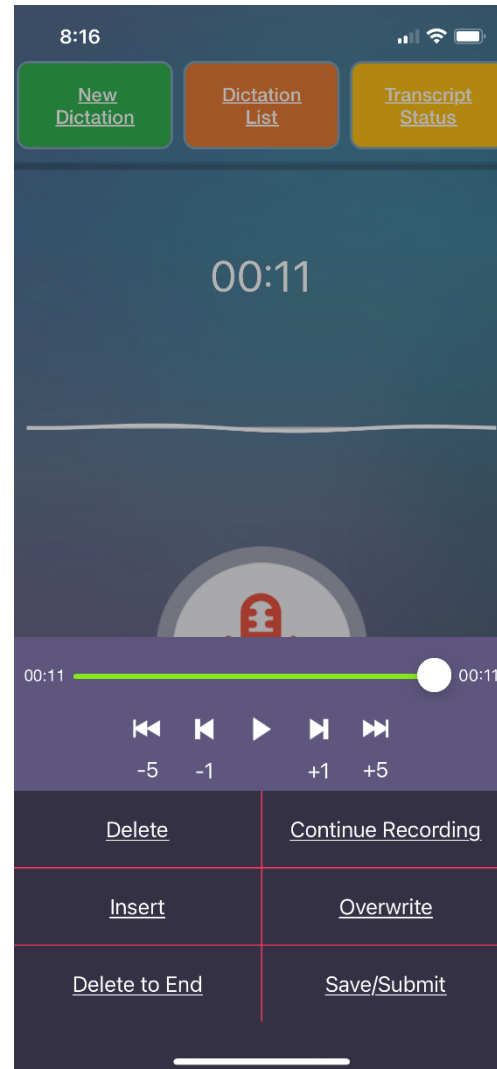 8:16
New
Dictation
Dictation
List
Transcript
Status
00:11
00:11
00:11
-5 -1 +1 +5
Delete
Continue Recording
Insert
Overwrite
Delete to End
Save/Submit